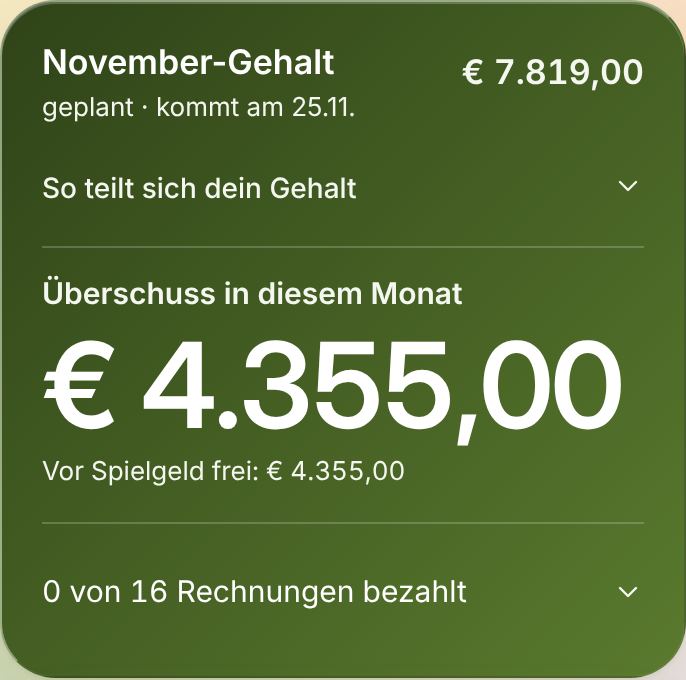 November-Gehalt
€ 7.819,00
geplant · kommt am 25.11.
So teilt sich dein Gehalt
Überschuss in diesem Monat
€ 4.355,00
Vor Spielgeld frei: € 4.355,00
0 von 16 Rechnungen bezahlt